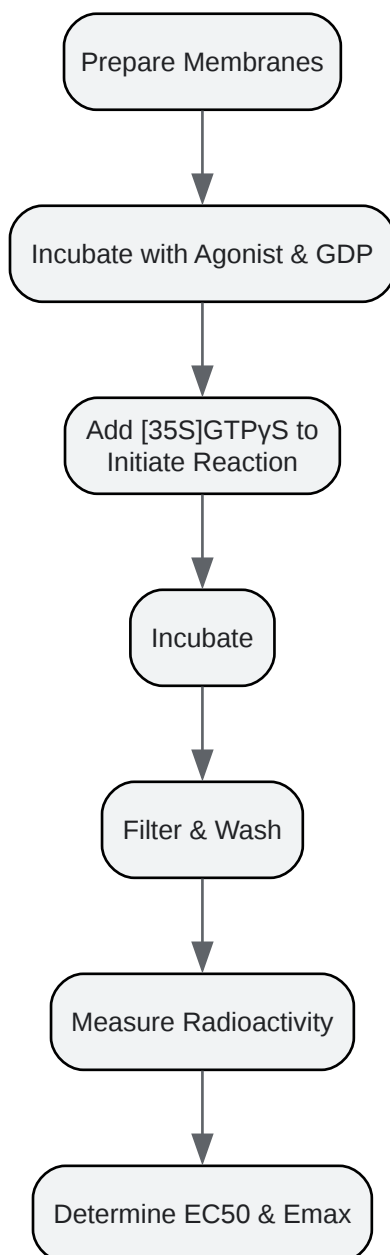 Prepare Membranes
Incubate with Agonist & GDP
Add [35S]GTPγS to
Initiate Reaction
Incubate
Filter & Wash
Measure Radioactivity
Determine EC50 & Emax